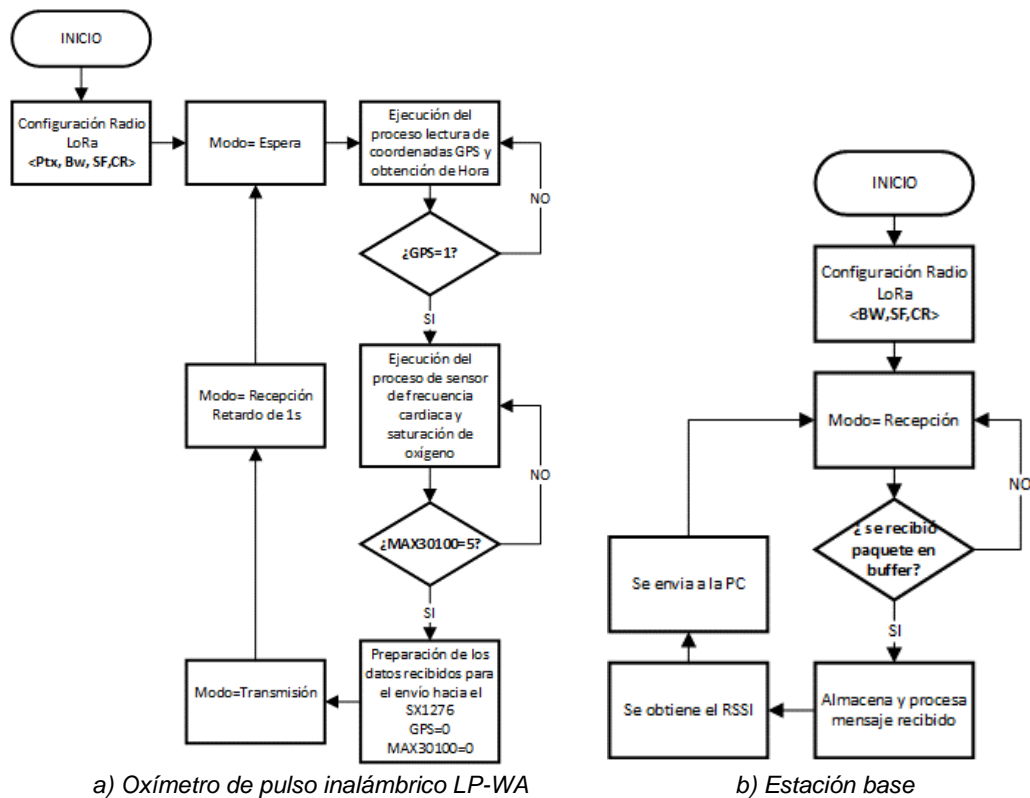 INICIO
Configuración Radio
LoRa
<Ptx, Bw, SF,CR>
Modo= Espera
Ejecución del
proceso lectura de
coordenadas GPS y
obtención de Hora
NO
¿GPS=1?
SI
Ejecución del
proceso de sensor
de frecuencia
cardiaca y
saturación de
oxígeno
NO
¿MAX30100=5?
SI
Preparación de los
datos recibidos para
el envío hacia el
SX1276
GPS=0
MAX30100=0
Modo=Transmisión
Modo= Recepción
Retardo de 1s
a) Oxímetro de pulso inalámbrico LP-WA
INICIO
Configuración Radio
LoRa
<BW,SF,CR>
Modo= Recepción
NO
¿ se recibió
paquete en
buffer?
SI
Almacena y procesa
mensaje recibido
Se obtiene el RSSI
Se envia a la PC
b) Estación base